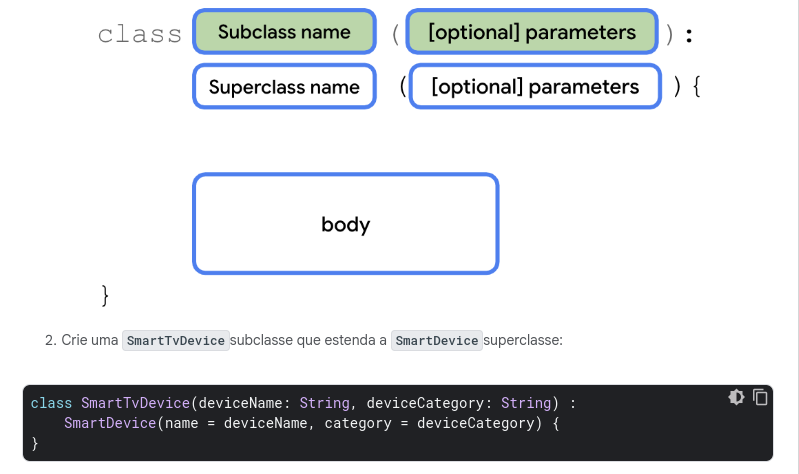 class Subclass name ( [optional] parameters ) :
Superclass name ( [optional] parameters ) {
body
}
2. Crie uma SmartTvDevice subclasse que estenda a SmartDevice superclasse:
class SmartTvDevice(deviceName: String, deviceCategory: String) :
    SmartDevice(name = deviceName, category = deviceCategory) {
}